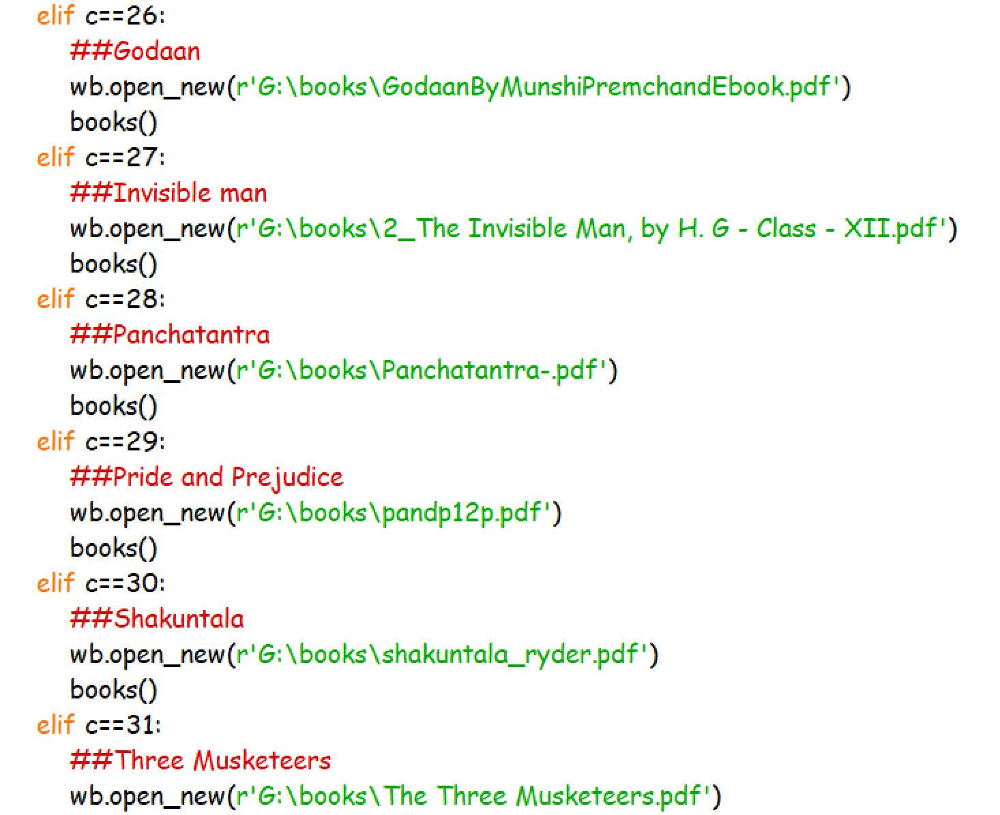 elif c==26:
##Godaan
wb.open_new(r'G:\books\GodaanByMunshiPremchandEbook.pdf')
books()
elif c==27:
##Invisible man
wb.open_new(r'G:\books\2_The Invisible Man, by H. G - Class - XII.pdf')
books()
elif c==28:
##Panchatantra
wb.open_new(r'G:\books\Panchatantra-.pdf')
books()
elif c==29:
##Pride and Prejudice
wb.open_new(r'G:\books\pandp12p.pdf')
books()
elif c==30:
##Shakuntala
wb.open_new(r'G:\books\shakuntala_ryder.pdf')
books()
elif c==31:
##Three Musketeers
wb.open_new(r'G:\books\The Three Musketeers.pdf')